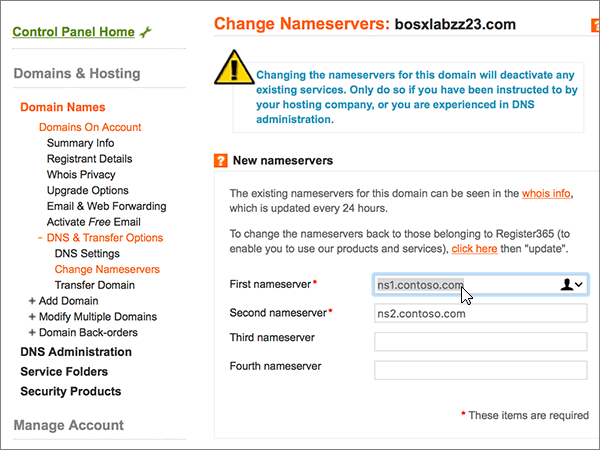 Control Panel Home
Domains & Hosting
Domain Names
Domains On Account
Summary Info
Registrant Details
Whois Privacy
Upgrade Options
Email & Web Forwarding
Activate Free Email
- DNS & Transfer Options
DNS Settings
Change Nameservers
Transfer Domain
+ Add Domain
+ Modify Multiple Domains
+ Domain Back-orders
DNS Administration
Service Folders
Security Products
Manage Account
Change Nameservers: bosxlabzz23.com
?
Changing the nameservers for this domain will deactivate any
existing services. Only do so if you have been instructed to by
your hosting company, or you are experienced in DNS
administration.
? New nameservers
The existing nameservers for this domain can be seen in the whois info,
which is updated every 24 hours.
To change the nameservers back to those belonging to Register365 (to
enable you to use our products and services), click here then "update".
First nameserver * ns1.contoso.com
Second nameserver * ns2.contoso.com
Third nameserver
Fourth nameserver
* These items are required